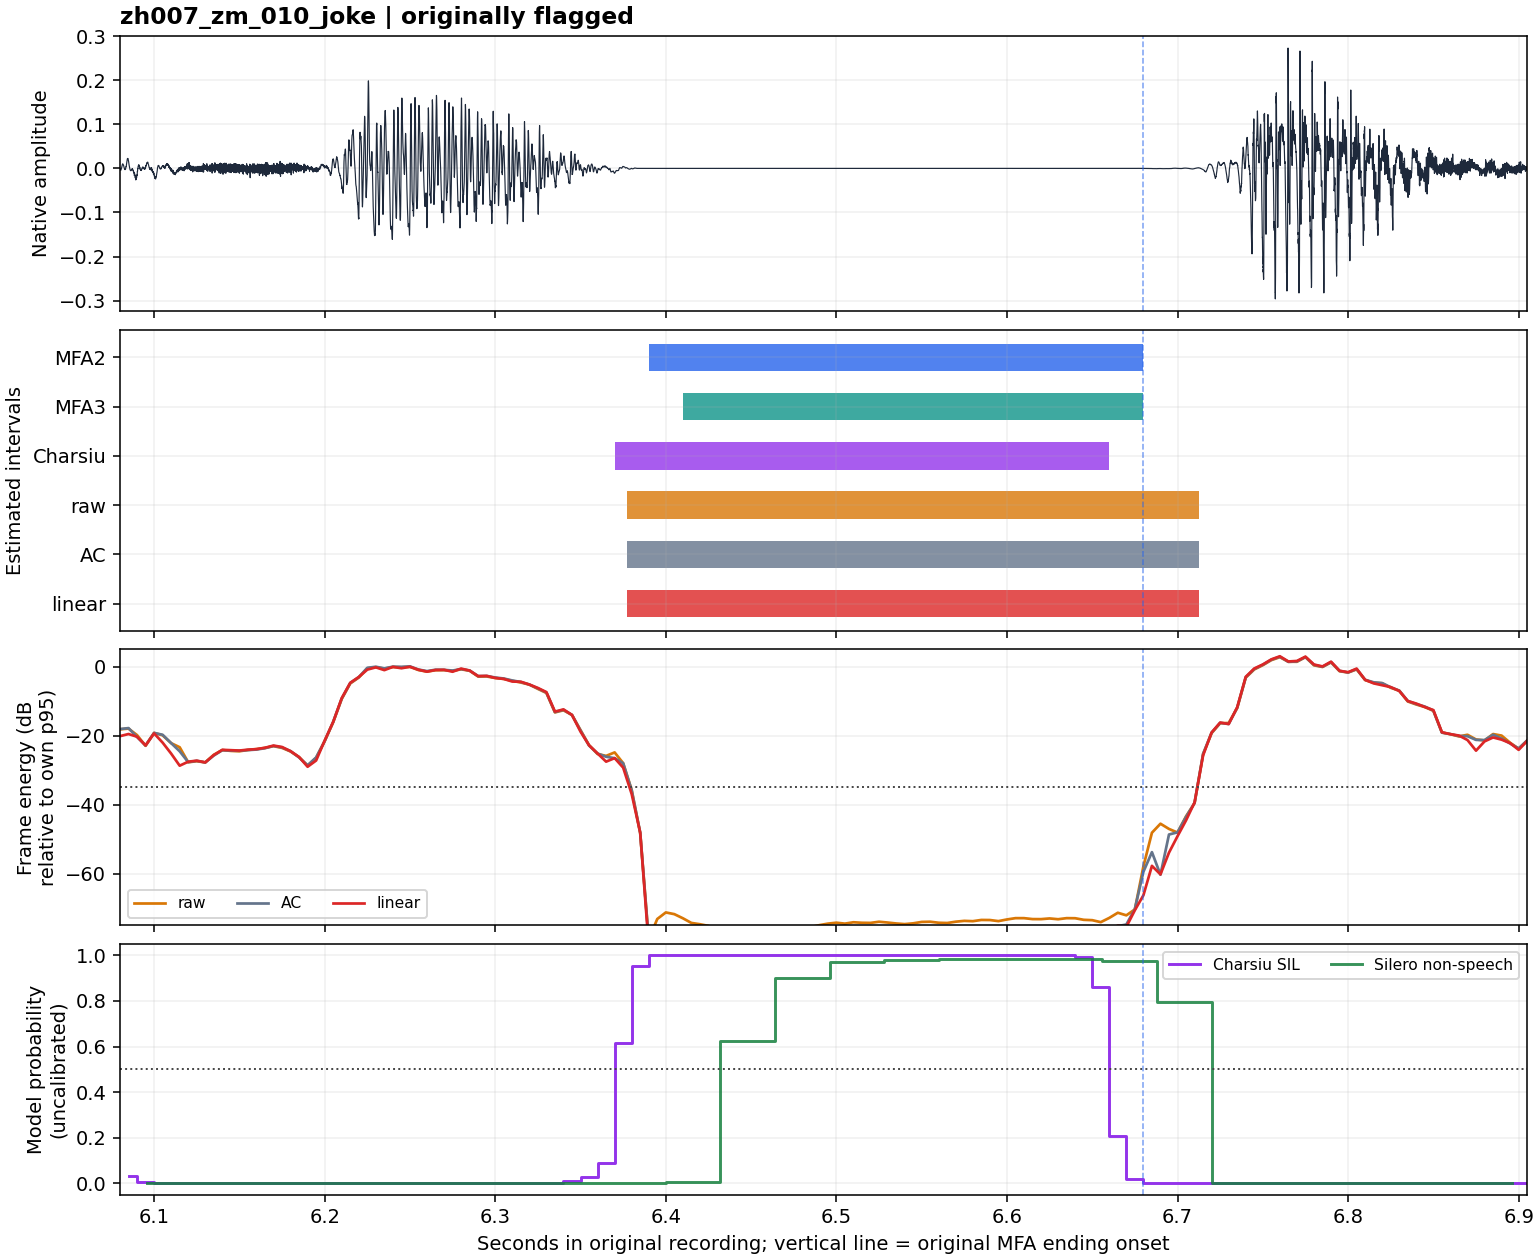 zh007_zm_010_joke | originally flagged
Native amplitude
0.3
0.2
0.1
0.0
−0.1
−0.2
−0.3
Estimated intervals
MFA2
MFA3
Charsiu
raw
AC
linear
Frame energy (dB
relative to own p95)
0
−20
−40
−60
raw AC linear
Model probability
(uncalibrated)
1.0
0.8
0.6
0.4
0.2
0.0
Charsiu SIL Silero non-speech
6.1 6.2 6.3 6.4 6.5 6.6 6.7 6.8 6.9
Seconds in original recording; vertical line = original MFA ending onset